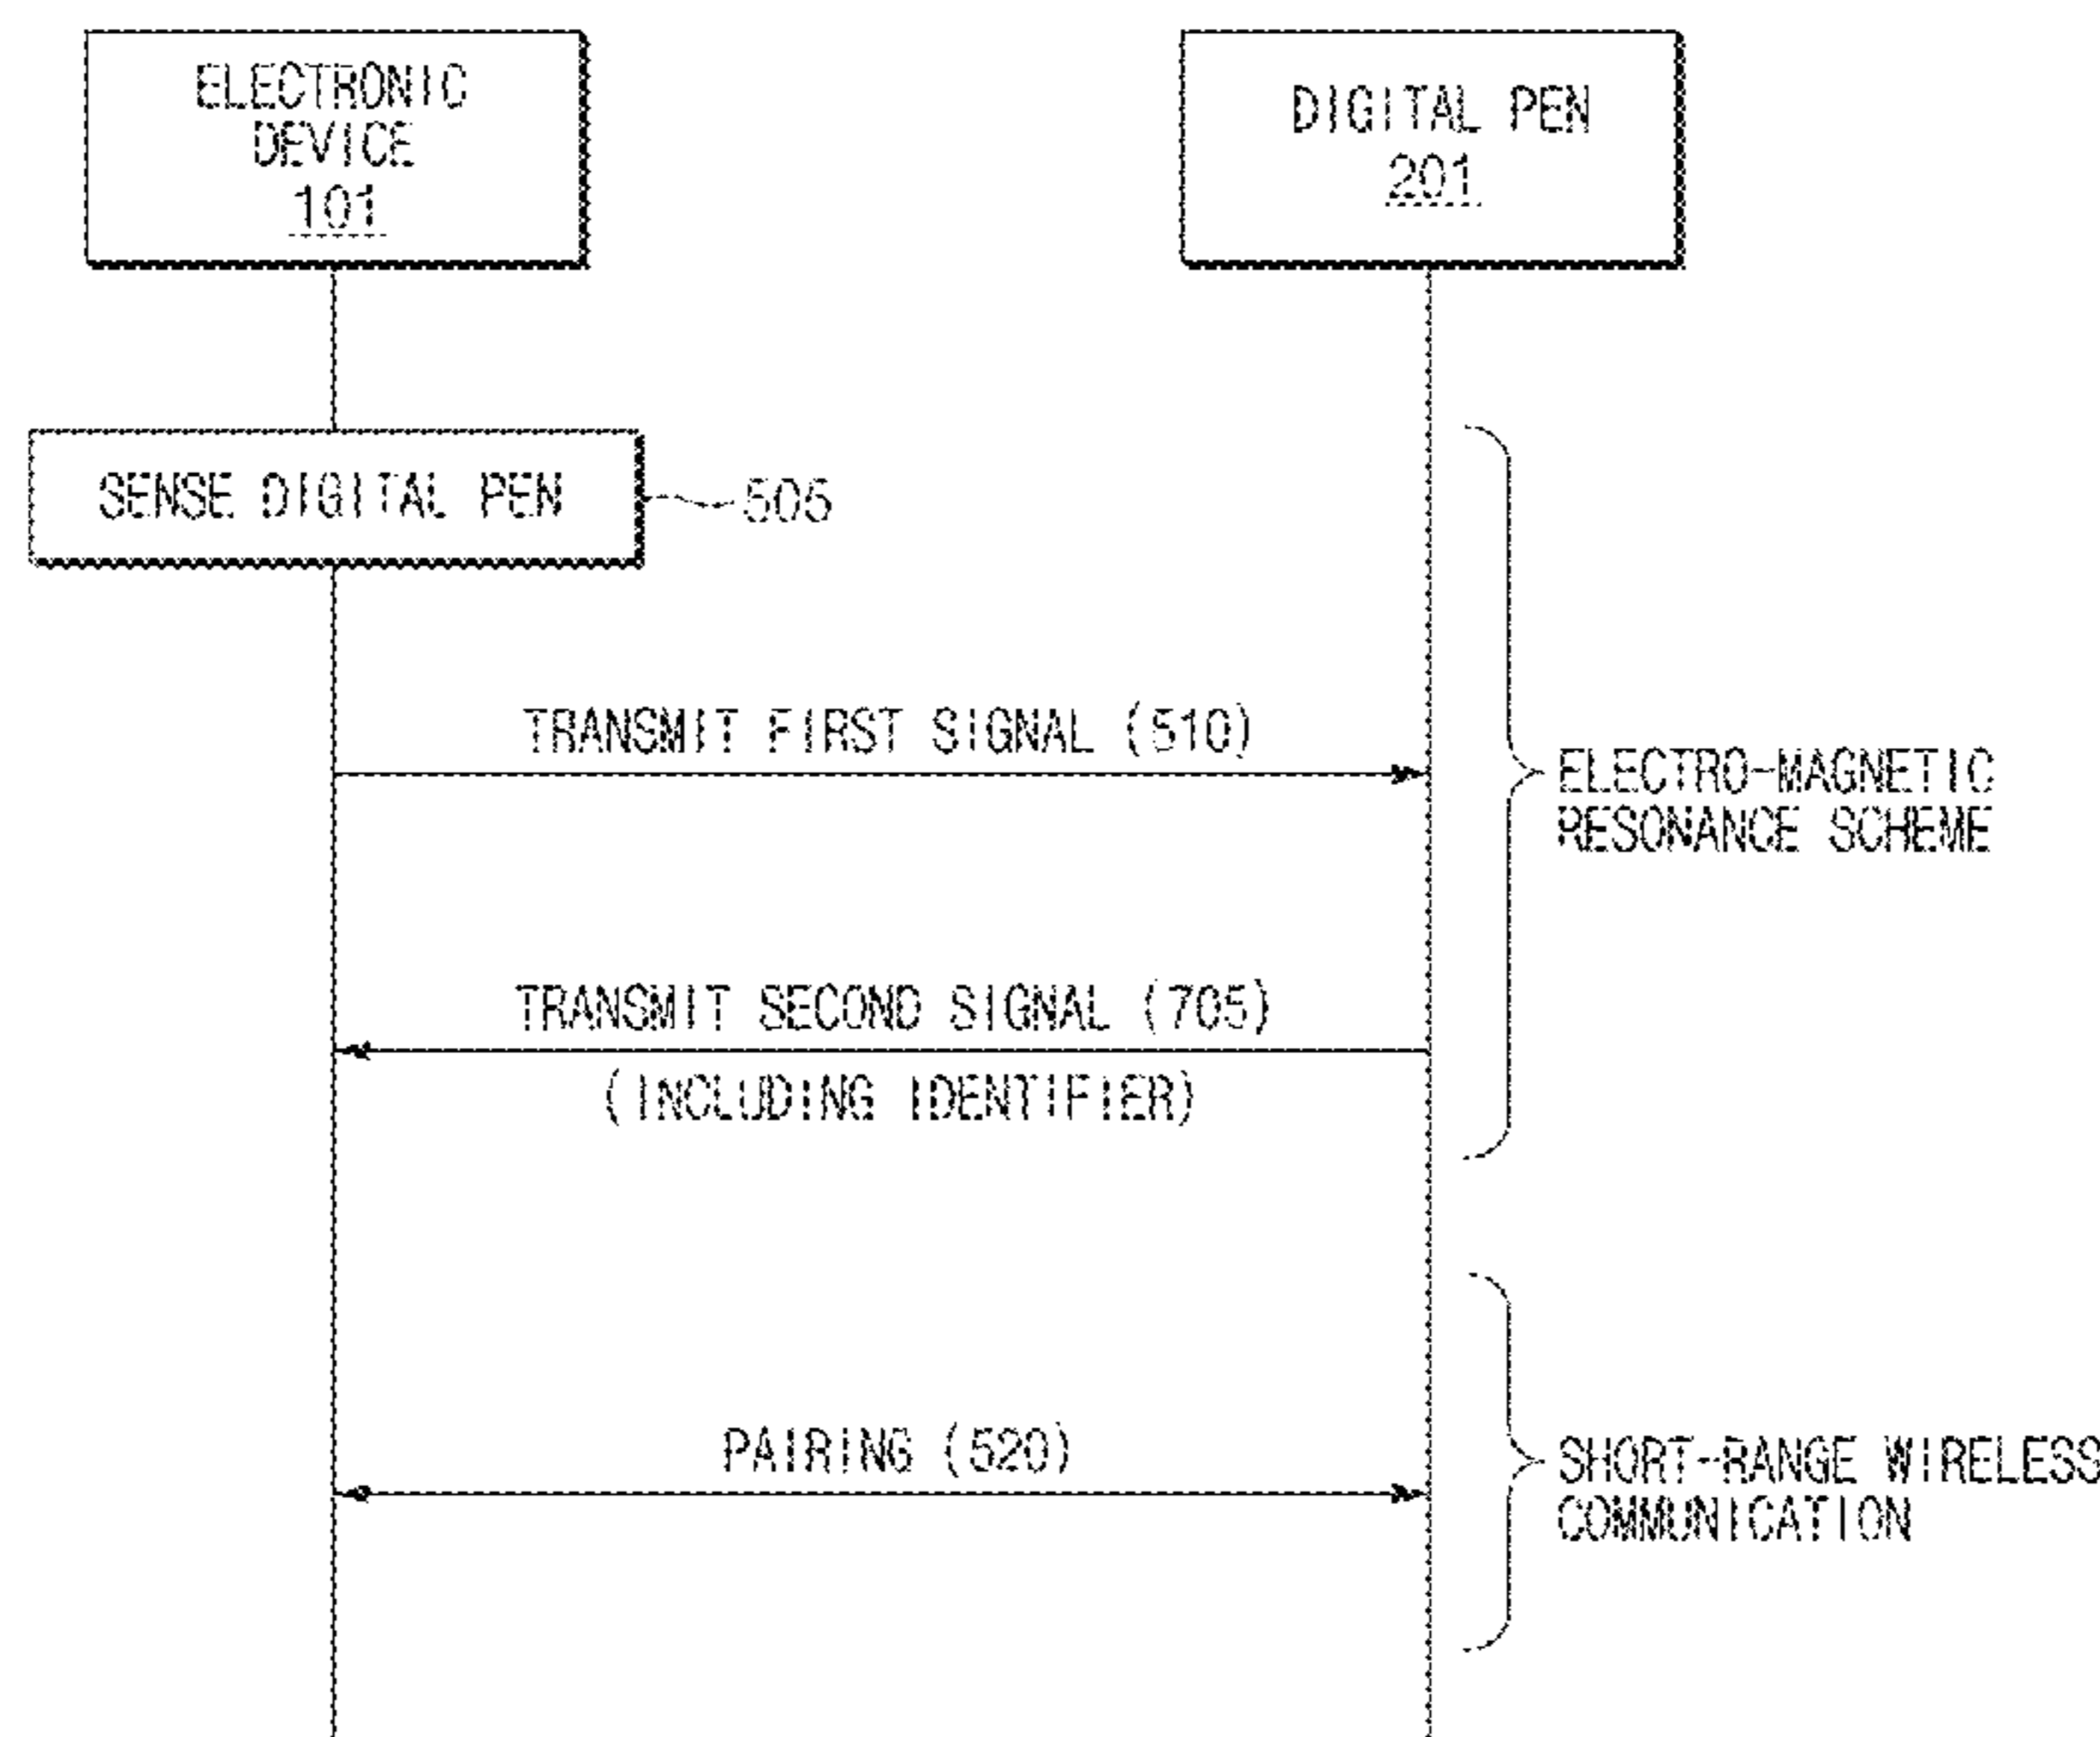 ELECTRONIC
DEVICE
101
DIGITAL PEN
201
SENSE DIGITAL PEN
505
TRANSMIT FIRST SIGNAL (510)
ELECTRO-MAGNETIC
RESONANCE SCHEME
TRANSMIT SECOND SIGNAL (705)
(INCLUDING IDENTIFIER)
PAIRING (520)
SHORT-RANGE WIRELESS
COMMUNICATION